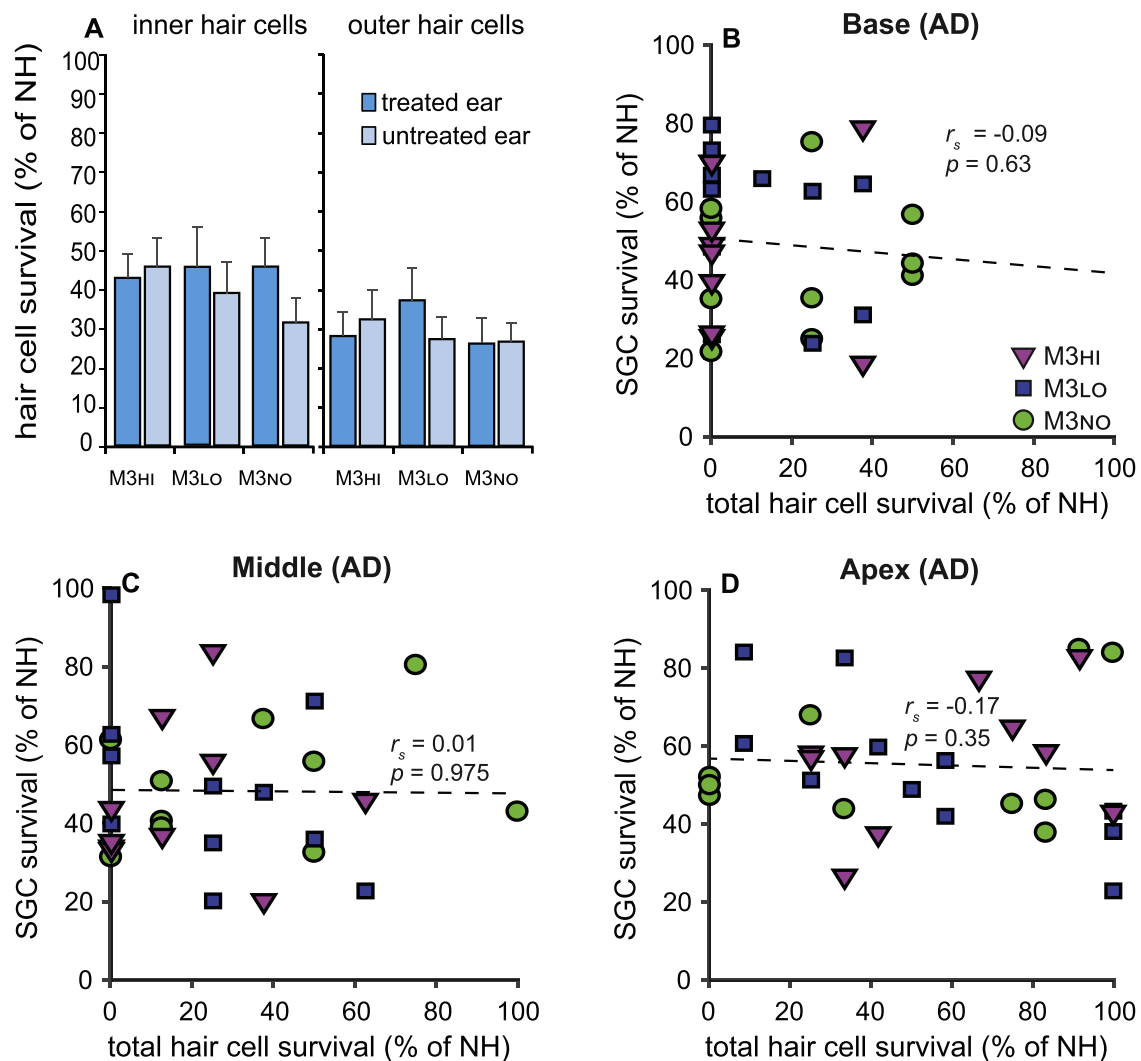 A
inner hair cells
outer hair cells
hair cell survival (% of NH)
100
90
80
70
60
50
40
30
20
10
0
treated ear
untreated ear
M3HI
M3LO
M3NO
M3HI
M3LO
M3NO
B
Base (AD)
SGC survival (% of NH)
100
80
60
40
20
0
rs = -0.09
p = 0.63
M3HI
M3LO
M3NO
0
20
40
60
80
100
total hair cell survival (% of NH)
C
Middle (AD)
SGC survival (% of NH)
100
80
60
40
20
0
rs = 0.01
p = 0.975
0
20
40
60
80
100
total hair cell survival (% of NH)
D
Apex (AD)
SGC survival (% of NH)
100
80
60
40
20
0
rs = -0.17
p = 0.35
0
20
40
60
80
100
total hair cell survival (% of NH)